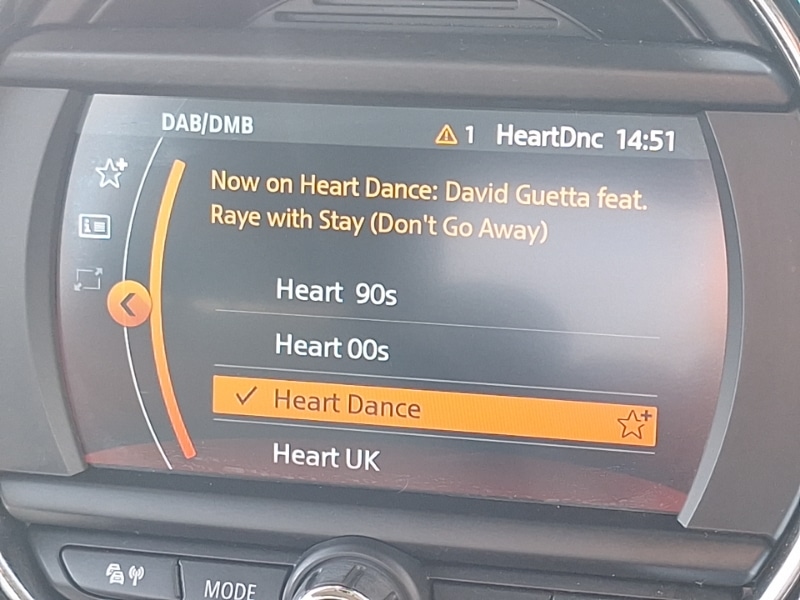 DAB/DMB
1 HeartDnc 14:51
Now on Heart Dance: David Guetta feat.
Raye with Stay (Don't Go Away)
Heart 90s
Heart 00s
Heart Dance
Heart UK
MODE